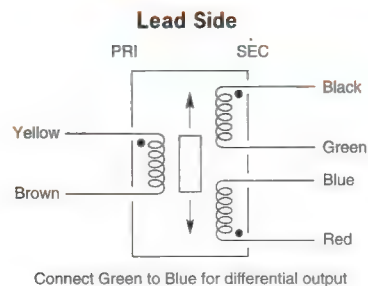 Lead Side
PRI
SEC
Black
Yellow
Green
Brown
Blue
Red
Connect Green to Blue for differential output